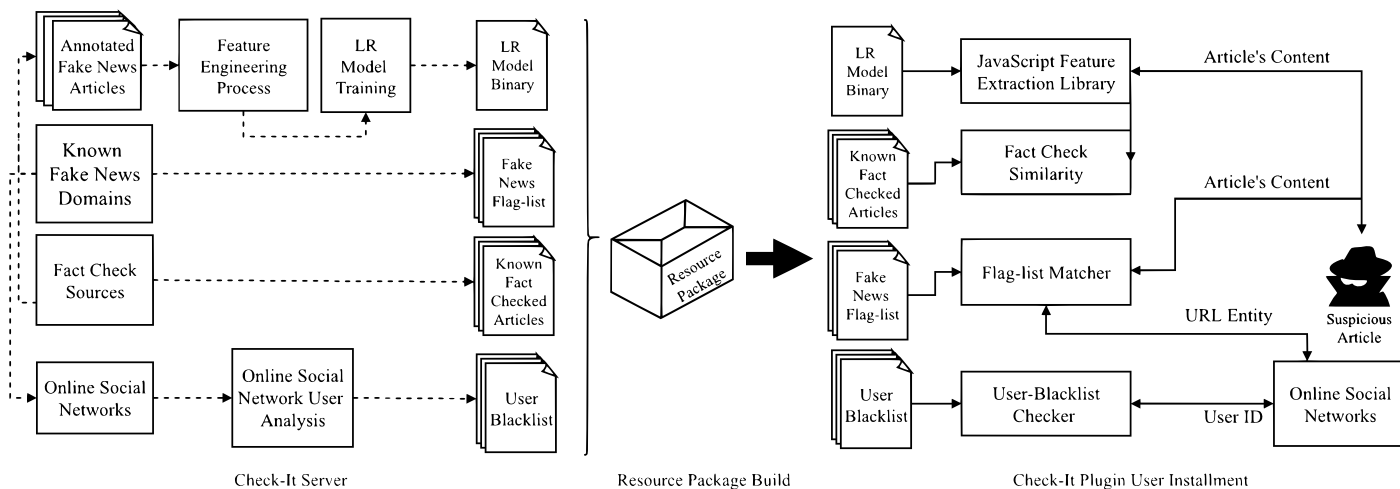 Annotated
Fake News
Articles
Feature
Engineering
Process
LR
Model
Training
LR
Model
Binary
Known
Fake News
Domains
Fake
News
Flag-list
Fact Check
Sources
Known
Fact
Checked
Articles
Online Social
Networks
Online Social
Network User
Analysis
User
Blacklist
Check-It Server
Resource
Package
Resource Package Build
LR
Model
Binary
JavaScript Feature
Extraction Library
Article's Content
Known
Fact
Checked
Articles
Fact Check
Similarity
Article's Content
Fake
News
Flag-list
Flag-list Matcher
Suspicious
Article
URL Entity
User
Blacklist
User-Blacklist
Checker
User ID
Online Social
Networks
Check-It Plugin User Installment